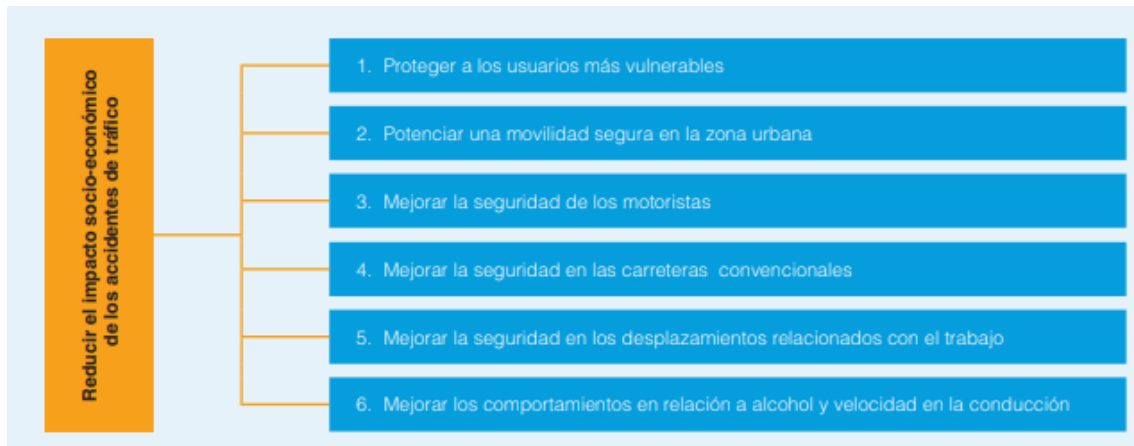 Reducir el impacto socio-económico
de los accidentes de tráfico
1. Proteger a los usuarios más vulnerables
2. Potenciar una movilidad segura en la zona urbana
3. Mejorar la seguridad de los motoristas
4. Mejorar la seguridad en las carreteras convencionales
5. Mejorar la seguridad en los desplazamientos relacionados con el trabajo
6. Mejorar los comportamientos en relación a alcohol y velocidad en la conducción